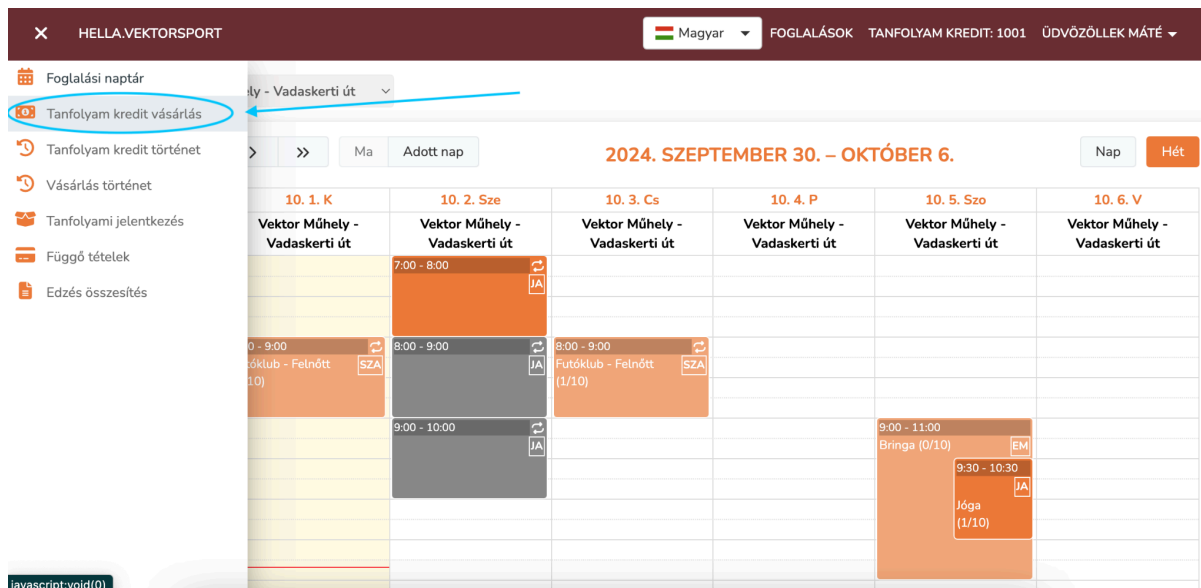 HELLA.VEKTORSPORT
Magyar
FOGLALÁSOK
TANFOLYAM KREDIT: 1001
ÜDVÖZÖLLEK MÁTÉ
Foglalási naptár
Tanfolyam kredit vásárlás
Tanfolyam kredit történet
Vásárlás történet
Tanfolyami jelentkezés
Függő tételek
Edzés összesítés
- Vadaskerti út
Ma
Adott nap
2024. SZEPTEMBER 30. – OKTÓBER 6.
Nap
Hét
10. 1. K
10. 2. Sze
10. 3. Cs
10. 4. P
10. 5. Szo
10. 6. V
Vektor Műhely -
Vadaskerti út
Vektor Műhely -
Vadaskerti út
Vektor Műhely -
Vadaskerti út
Vektor Műhely -
Vadaskerti út
Vektor Műhely -
Vadaskerti út
Vektor Műhely -
Vadaskerti út
7:00 - 8:00
JA
0 - 9:00
- Felnőtt
SZA
10)
8:00 - 9:00
JA
8:00 - 9:00
Futóklub - Felnőtt
SZA
(1/10)
9:00 - 10:00
JA
9:00 - 11:00
Bringa (0/10)
EM
9:30 - 10:30
JA
Jóga
(1/10)
javascript:void(0)